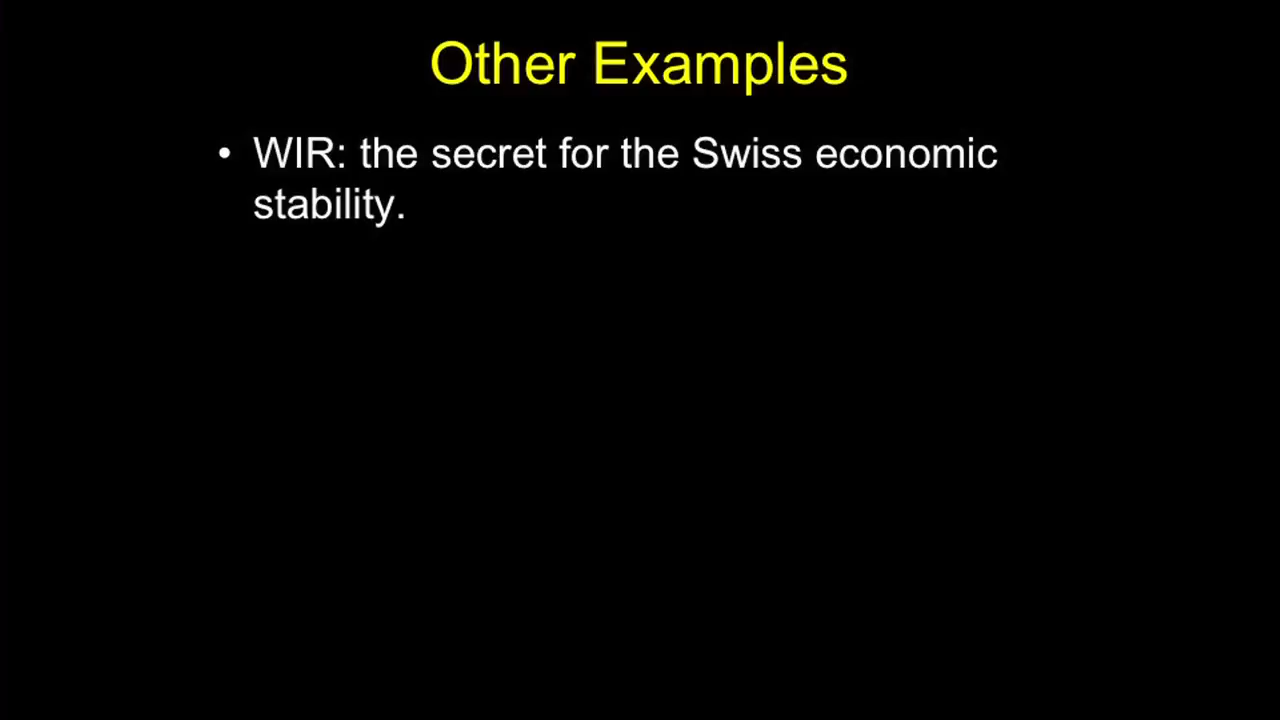 Other Examples
• WIR: the secret for the Swiss economic
stability.